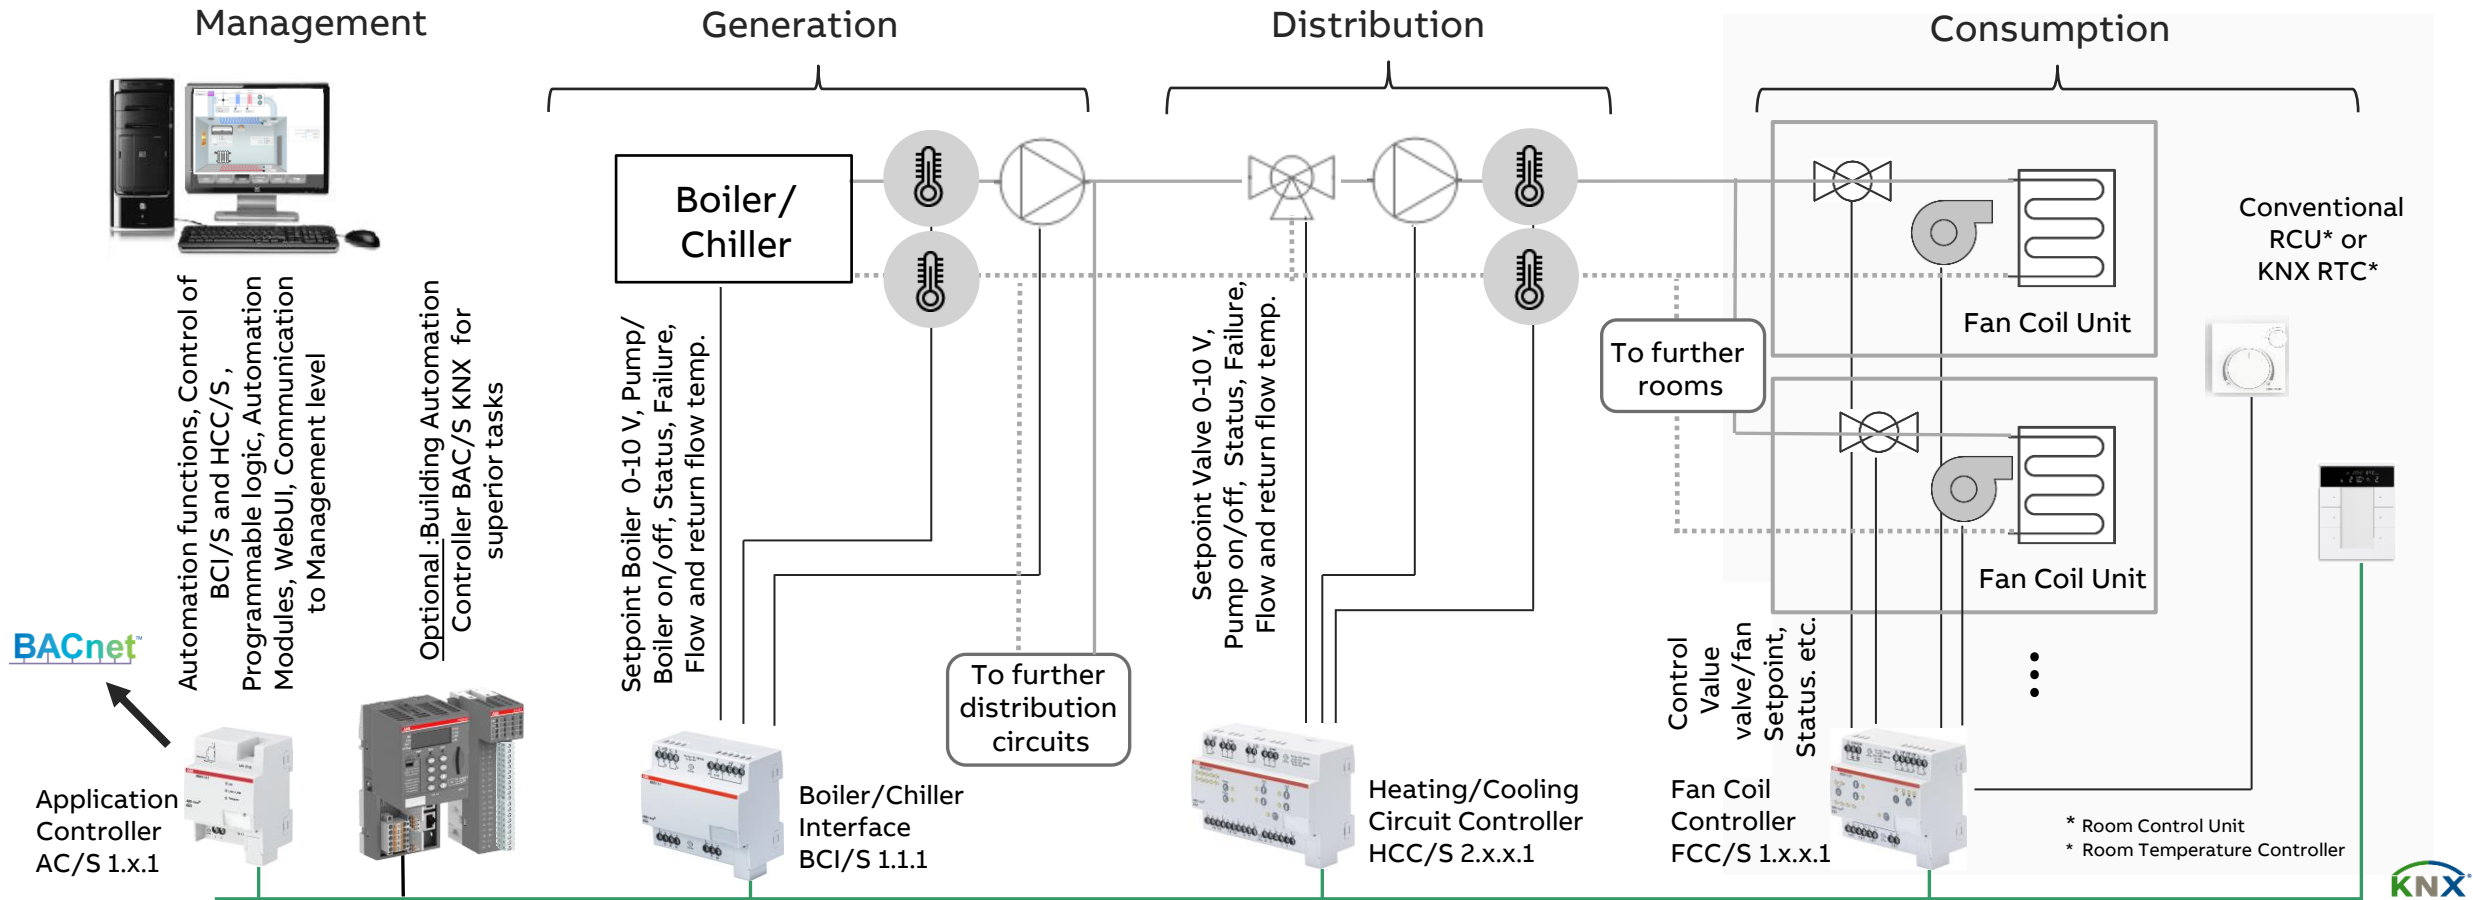 Management
Generation
Distribution
Consumption
Boiler/
Chiller
Conventional
RCU* or
KNX RTC*
Fan Coil Unit
To further
rooms
Fan Coil Unit
Automation functions, Control of
BCI/S and HCC/S ,
Programmable logic, Automation
Modules, WebUI, Communication
to Management level
Optional :Building Automation
Controller BAC/S KNX for
superior tasks
Setpoint Boiler 0-10 V, Pump/
Boiler on/off, Status, Failure,
Flow and return flow temp.
Setpoint Valve 0-10 V,
Pump on/off, Status, Failure,
Flow and return flow temp.
Control
Value
valve/fan
Setpoint,
Status. etc.
BACnet™
To further
distribution
circuits
Application
Controller
AC/S 1.x.1
Boiler/Chiller
Interface
BCI/S 1.1.1
Heating/Cooling
Circuit Controller
HCC/S 2.x.x.1
Fan Coil
Controller
FCC/S 1.x.x.1
* Room Control Unit
* Room Temperature Controller
KNX®